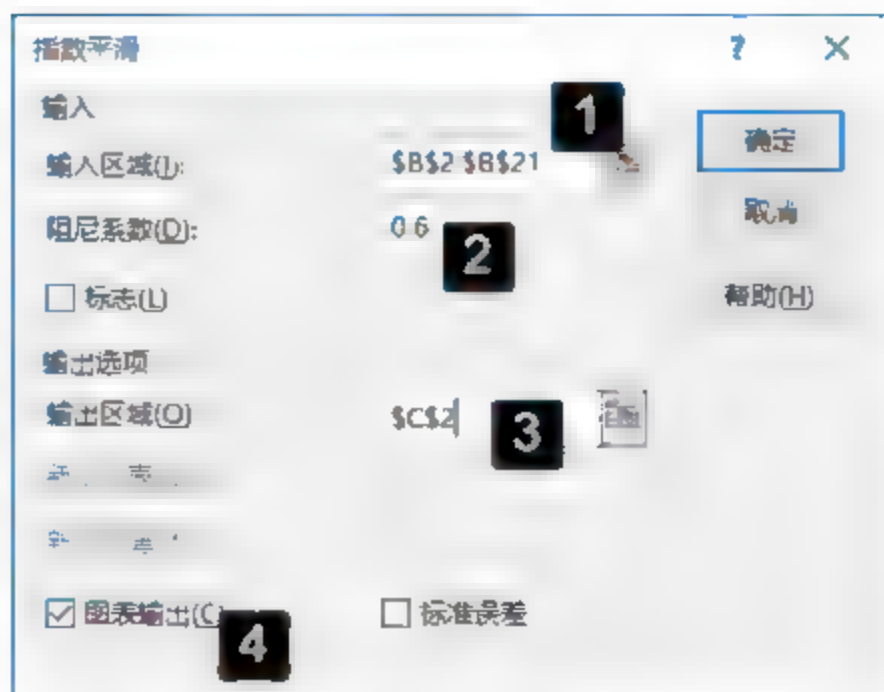 指数平滑 ? ×
输入
1
输入区域(I): $B$2 $B$21
确定
阻尼系数(D): 0 6
2
取消
标志(L)
帮助(H)
输出选项
输出区域(O) $C$2
3
图表输出(C)
标准误差
4